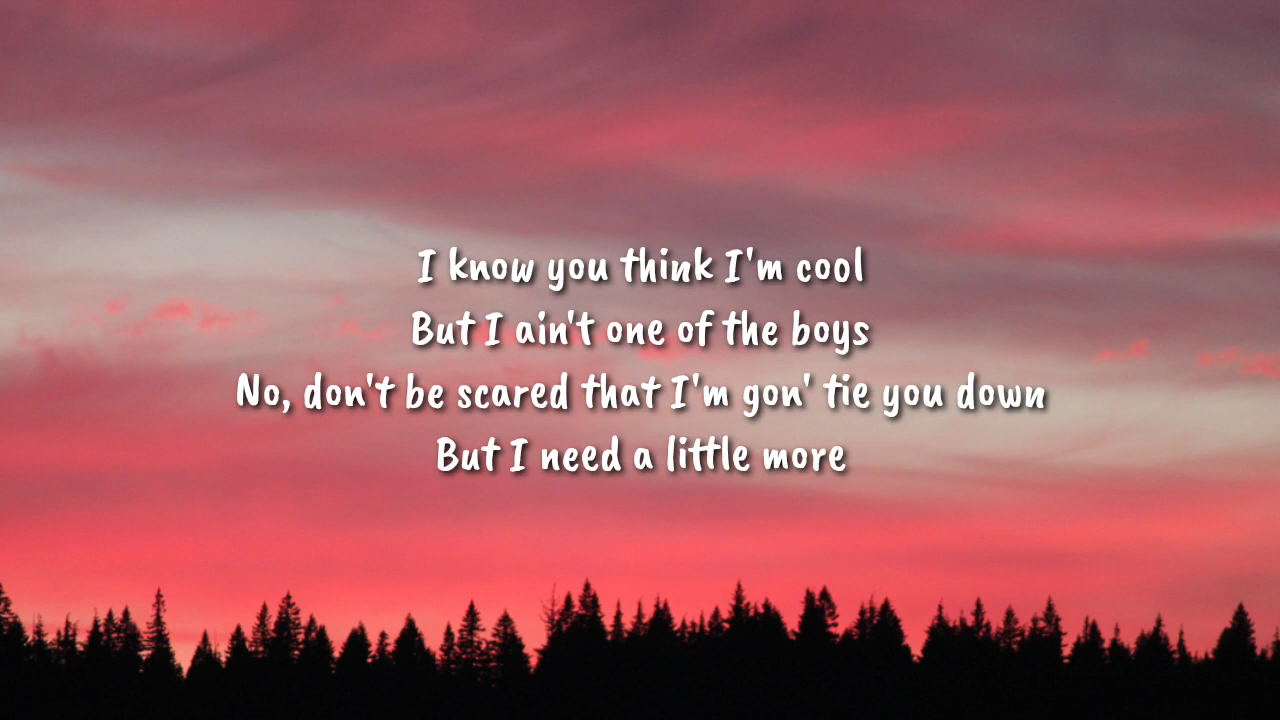 I know you think I'm cool
But I ain't one of the boys
No, don't be scared that I'm gon' tie you down
But I need a little more